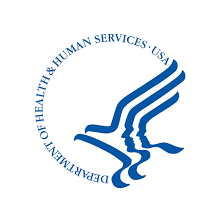 DEPARTMENT OF HEALTH & HUMAN SERVICES · USA